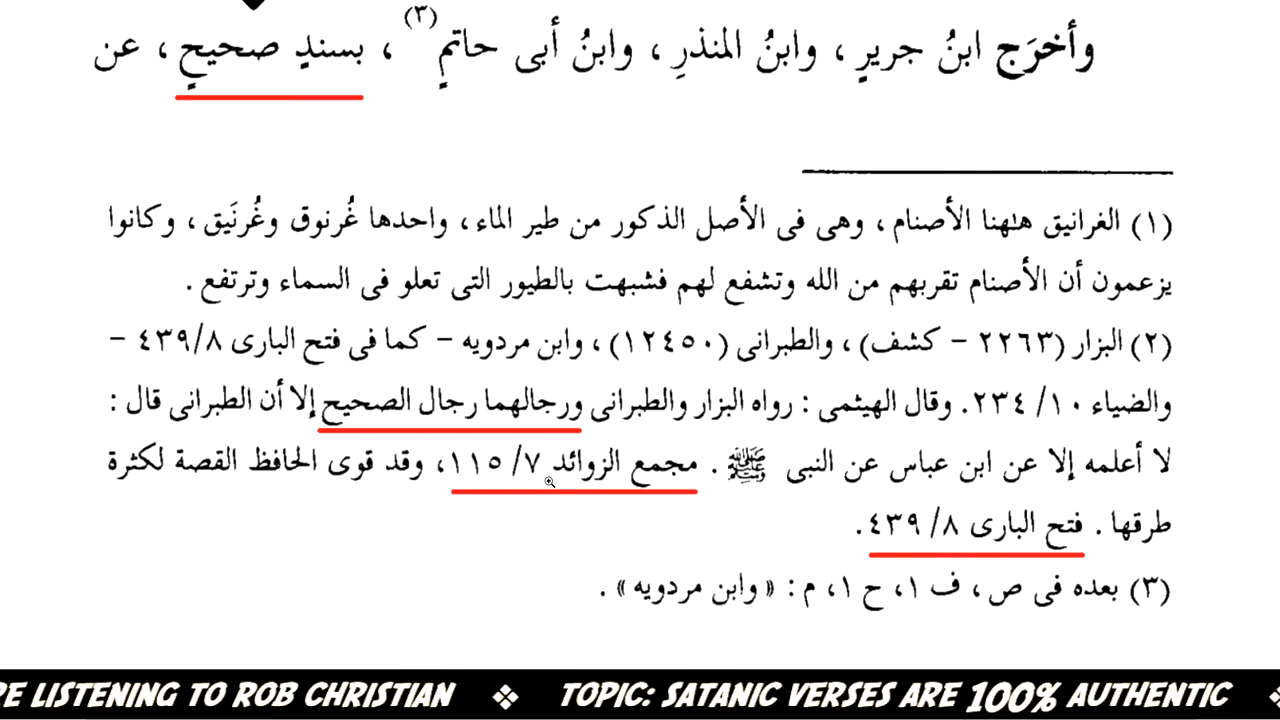 وأخرَج ابنُ جريرٍ ، وابنُ المنذرِ ، وابنُ أبى حاتمٍ(٣) ، بسندٍ صحيحٍ ، عن
(١) الغرانيق هٰهنا الأصنام ، وهى فى الأصل الذكور من طير الماء ، واحدها غُرنوق وغُرنَيق ، وكانوا
يزعمون أن الأصنام تقربهم من الله وتشفع لهم فشبهت بالطيور التى تعلو فى السماء وترتفع .
(٢) البزار (٢٢٦٣ – كشف) ، والطبرانى (١٢٤٥٠) ، وابن مردويه – كما فى فتح البارى ٤٣٩/٨ –
والضياء ٢٣٤/١٠. وقال الهيثمى : رواه البزار والطبرانى ورجالهما رجال الصحيح إلا أن الطبرانى قال :
لا أعلمه إلا عن ابن عباس عن النبى ﷺ . مجمع الزوائد ١١٥/٧، وقد قوى الحافظ القصة لكثرة
طرقها . فتح البارى ٤٣٩/٨.
(٣) بعده فى ص ، ف ١، ح ١، م : « وابن مردويه » .
RE LISTENING TO ROB CHRISTIAN ❖ TOPIC: SATANIC VERSES ARE 100% AUTHENTIC ❖